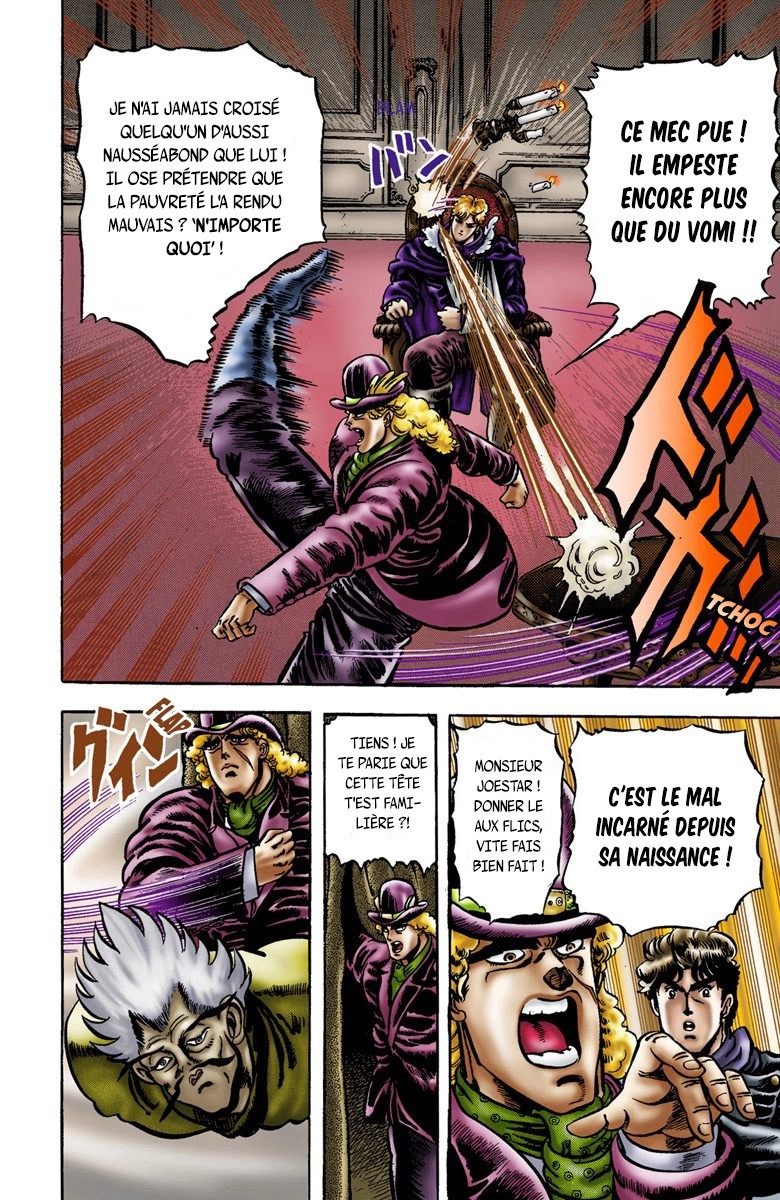 CE MEC PUE !
IL EMPESTE
ENCORE PLUS
QUE DU VOMI !!
JE N'AI JAMAIS CROISÉ
QUELQU'UN D'AUSSI
NAUSSÉABOND QUE LUI !
IL OSE PRÉTENDRE QUE
LA PAUVRETÉ L'A RENDU
MAUVAIS ? 'N'IMPORTE
QUOI' !
BLAM
バン
ドガガ
TCHOC
C'EST LE MAL
INCARNÉ DEPUIS
SA NAISSANCE !
MONSIEUR
JOESTAR !
DONNER LE
AUX FLICS,
VITE FAIS
BIEN FAIT !
TIENS ! JE
TE PARIE QUE
CETTE TÊTE
T'EST FAMI-
LIÈRE ?!
FLAP
グイン